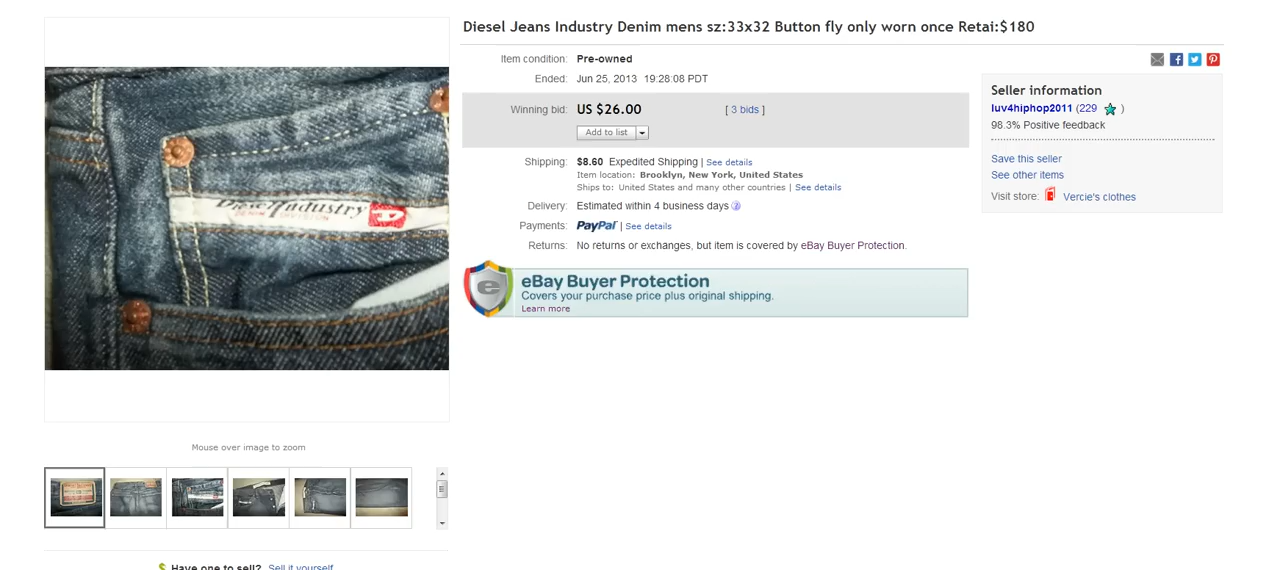 Diesel Jeans Industry Denim mens sz:33x32 Button fly only worn once Retai:$180
Item condition: Pre-owned
Ended: Jun 25, 2013 19:28:08 PDT
Winning bid: US $26.00 [ 3 bids ]
Add to list
Shipping: $8.60 Expedited Shipping | See details
Item location: Brooklyn, New York, United States
Ships to: United States and many other countries | See details
Delivery: Estimated within 4 business days
Payments: PayPal | See details
Returns: No returns or exchanges, but item is covered by eBay Buyer Protection.
e
eBay Buyer Protection
Covers your purchase price plus original shipping.
Learn more
Seller information
luv4hiphop2011 (229 )
98.3% Positive feedback
Save this seller
See other items
Visit store: Vercie's clothes
Diesel Industry
DENIM DIVISION
D
Mouse over image to zoom
$ Have one to sell? Sell it yourself